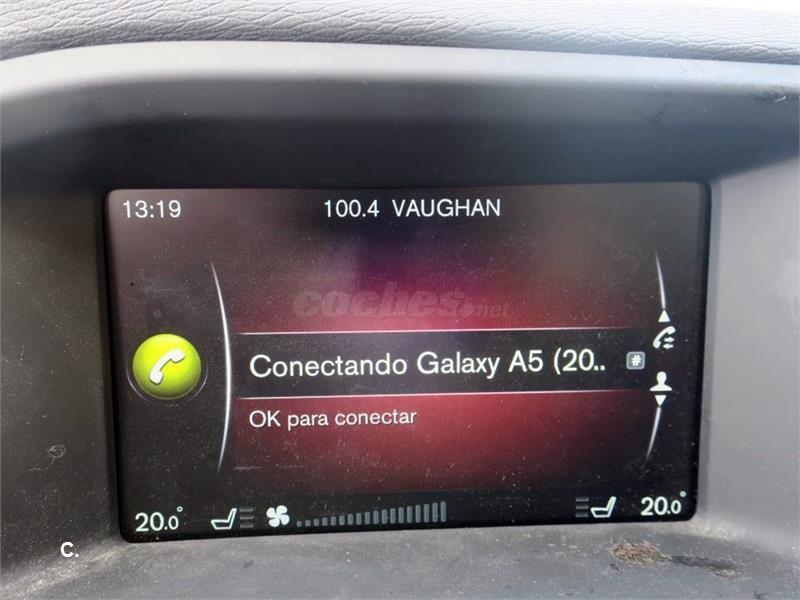 13:19 100.4 VAUGHAN
coches.net
Conectando Galaxy A5 (20.. #
OK para conectar
20.0° 20.0°
C.